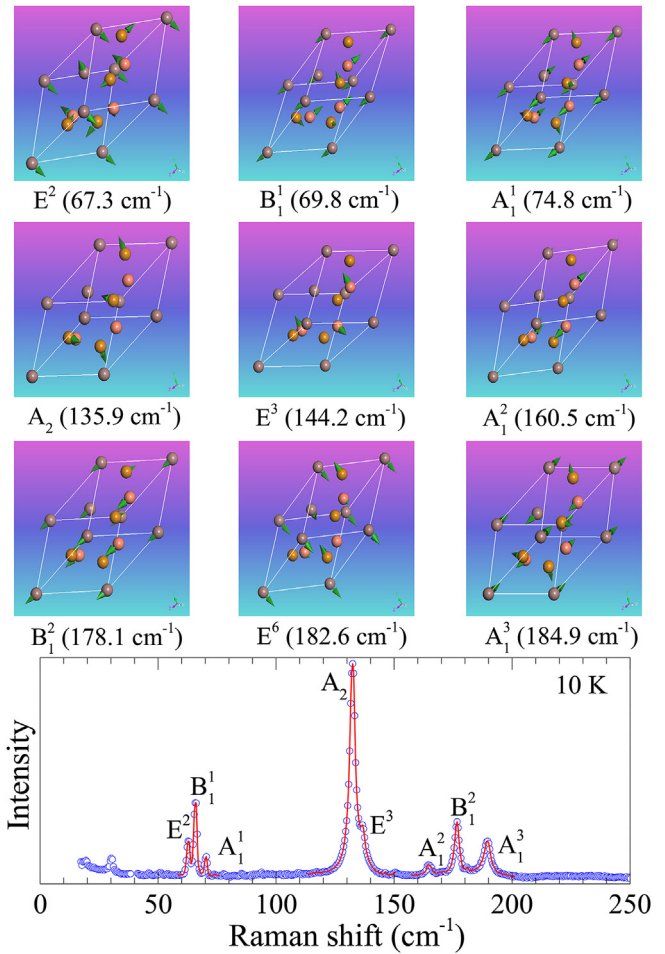 E² (67.3 cm⁻¹) B₁¹ (69.8 cm⁻¹) A₁¹ (74.8 cm⁻¹)
A₂ (135.9 cm⁻¹) E³ (144.2 cm⁻¹) A₁² (160.5 cm⁻¹)
B₁² (178.1 cm⁻¹) E⁶ (182.6 cm⁻¹) A₁³ (184.9 cm⁻¹)
A₂
10 K
B₁¹
E²
A₁¹
E³
A₁²
B₁²
A₁³
Intensity
0 50 100 150 200 250
Raman shift (cm⁻¹)